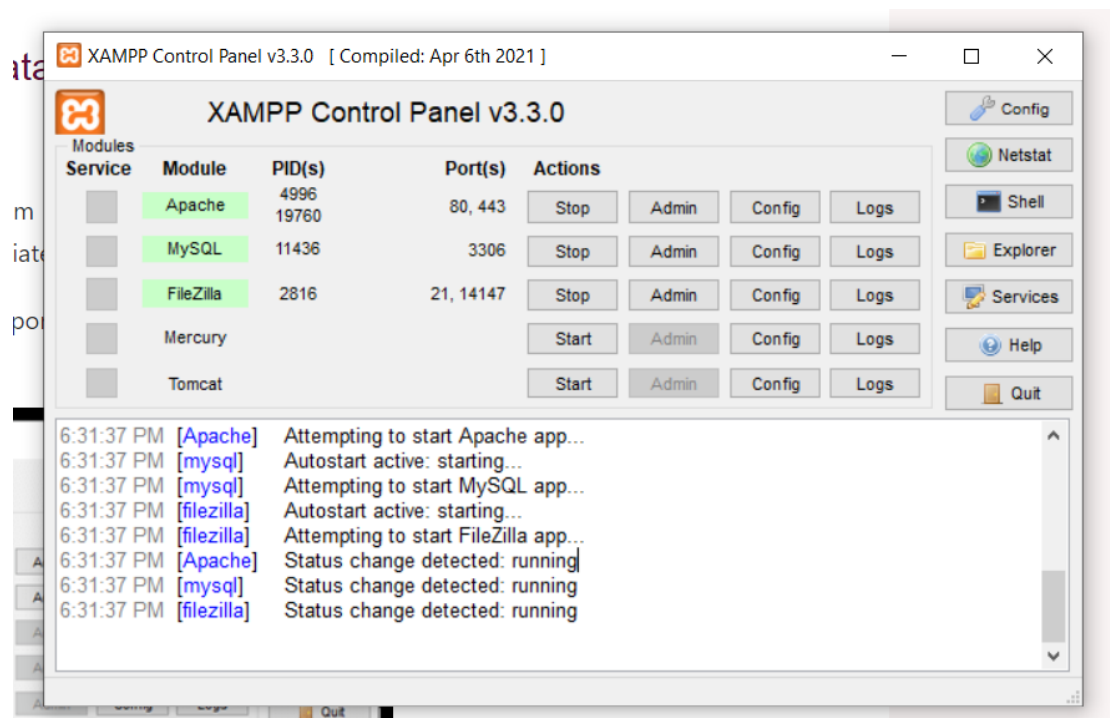 XAMPP Control Panel v3.3.0 [ Compiled: Apr 6th 2021 ]
XAMPP Control Panel v3.3.0
Config
Modules
Service Module PID(s) Port(s) Actions
Netstat
Apache 4996 19760 80, 443 Stop Admin Config Logs
Shell
MySQL 11436 3306 Stop Admin Config Logs
Explorer
FileZilla 2816 21, 14147 Stop Admin Config Logs
Services
Mercury Start Admin Config Logs
Help
Tomcat Start Admin Config Logs
Quit
6:31:37 PM [Apache] Attempting to start Apache app...
6:31:37 PM [mysql] Autostart active: starting...
6:31:37 PM [mysql] Attempting to start MySQL app...
6:31:37 PM [filezilla] Autostart active: starting...
6:31:37 PM [filezilla] Attempting to start FileZilla app...
6:31:37 PM [Apache] Status change detected: running
6:31:37 PM [mysql] Status change detected: running
6:31:37 PM [filezilla] Status change detected: running
Quit